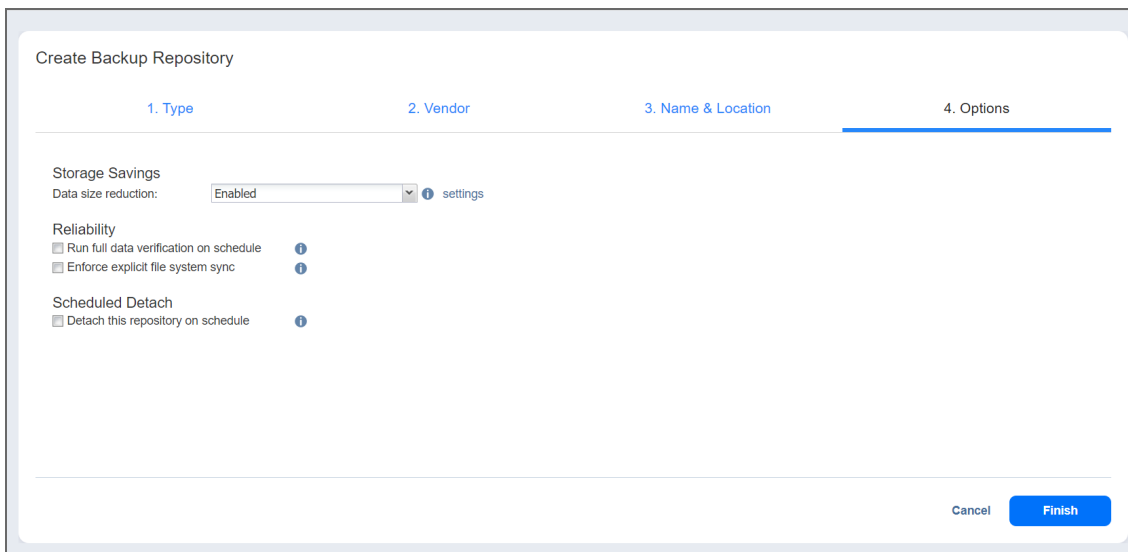 Create Backup Repository
1. Type 2. Vendor 3. Name & Location 4. Options
Storage Savings
Data size reduction: Enabled settings
Reliability
Run full data verification on schedule
Enforce explicit file system sync
Scheduled Detach
Detach this repository on schedule
Cancel Finish